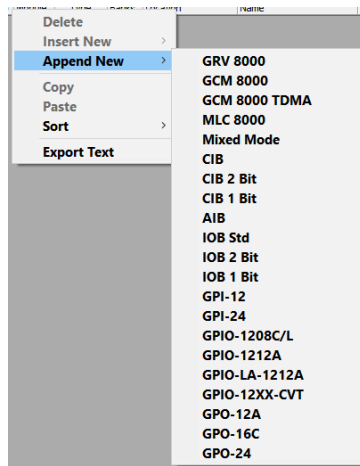 Name
Delete
Insert New
Append New
Copy
Paste
Sort
Export Text
GRV 8000
GCM 8000
GCM 8000 TDMA
MLC 8000
Mixed Mode
CIB
CIB 2 Bit
CIB 1 Bit
AIB
IOB Std
IOB 2 Bit
IOB 1 Bit
GPI-12
GPI-24
GPIO-1208C/L
GPIO-1212A
GPIO-LA-1212A
GPIO-12XX-CVT
GPO-12A
GPO-16C
GPO-24